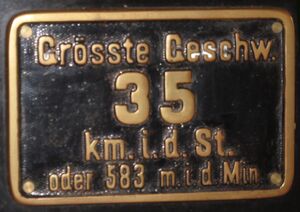 Grösste Geschw.
35
km.i.d.St.
oder 583 m.i.d.Min.